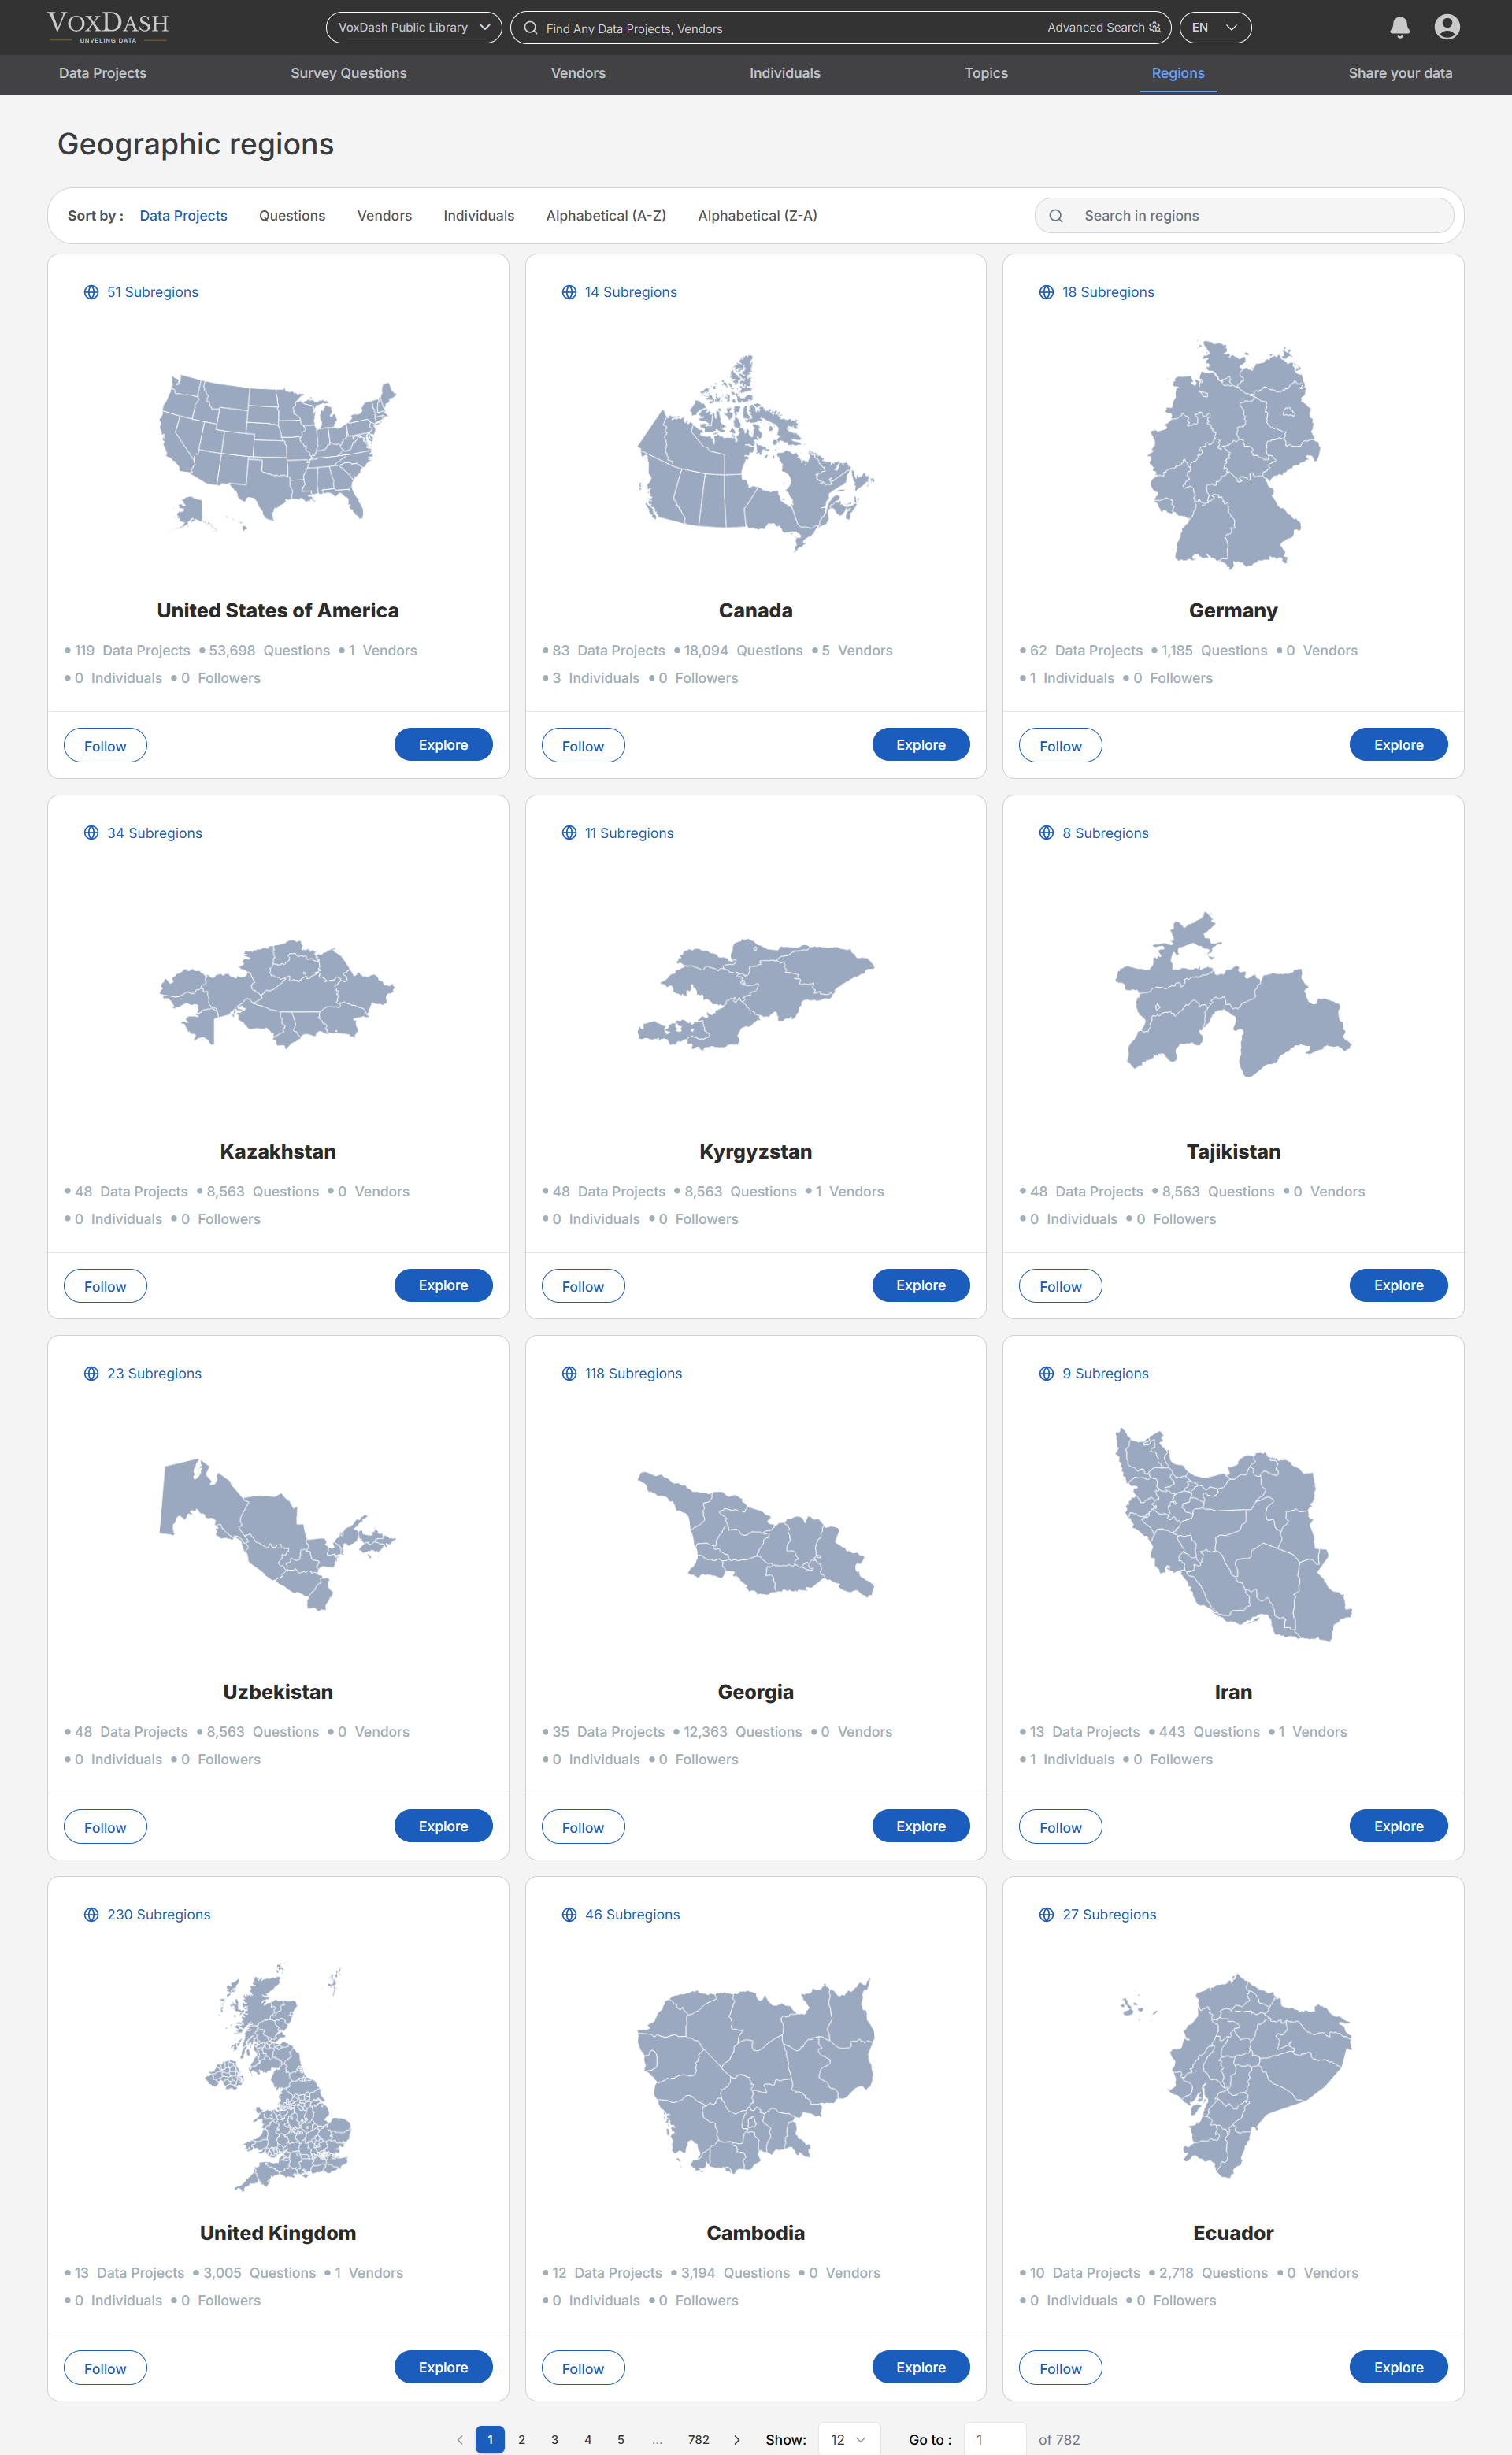 VOXDASH
UNVELING DATA
VoxDash Public Library
Find Any Data Projects, Vendors
Advanced Search
EN
Data Projects
Survey Questions
Vendors
Individuals
Topics
Regions
Share your data
Geographic regions
Sort by : Data Projects Questions Vendors Individuals Alphabetical (A-Z) Alphabetical (Z-A)
Search in regions
51 Subregions
United States of America
• 119 Data Projects • 53,698 Questions • 1 Vendors
• 0 Individuals • 0 Followers
Follow
Explore
14 Subregions
Canada
• 83 Data Projects • 18,094 Questions • 5 Vendors
• 3 Individuals • 0 Followers
Follow
Explore
18 Subregions
Germany
• 62 Data Projects • 1,185 Questions • 0 Vendors
• 1 Individuals • 0 Followers
Follow
Explore
34 Subregions
Kazakhstan
• 48 Data Projects • 8,563 Questions • 0 Vendors
• 0 Individuals • 0 Followers
Follow
Explore
11 Subregions
Kyrgyzstan
• 48 Data Projects • 8,563 Questions • 1 Vendors
• 0 Individuals • 0 Followers
Follow
Explore
8 Subregions
Tajikistan
• 48 Data Projects • 8,563 Questions • 0 Vendors
• 0 Individuals • 0 Followers
Follow
Explore
23 Subregions
Uzbekistan
• 48 Data Projects • 8,563 Questions • 0 Vendors
• 0 Individuals • 0 Followers
Follow
Explore
118 Subregions
Georgia
• 35 Data Projects • 12,363 Questions • 0 Vendors
• 0 Individuals • 0 Followers
Follow
Explore
9 Subregions
Iran
• 13 Data Projects • 443 Questions • 1 Vendors
• 1 Individuals • 0 Followers
Follow
Explore
230 Subregions
United Kingdom
• 13 Data Projects • 3,005 Questions • 1 Vendors
• 0 Individuals • 0 Followers
Follow
Explore
46 Subregions
Cambodia
• 12 Data Projects • 3,194 Questions • 0 Vendors
• 0 Individuals • 0 Followers
Follow
Explore
27 Subregions
Ecuador
• 10 Data Projects • 2,718 Questions • 0 Vendors
• 0 Individuals • 0 Followers
Follow
Explore
1 2 3 4 5 ... 782 Show: 12 Go to : 1 of 782